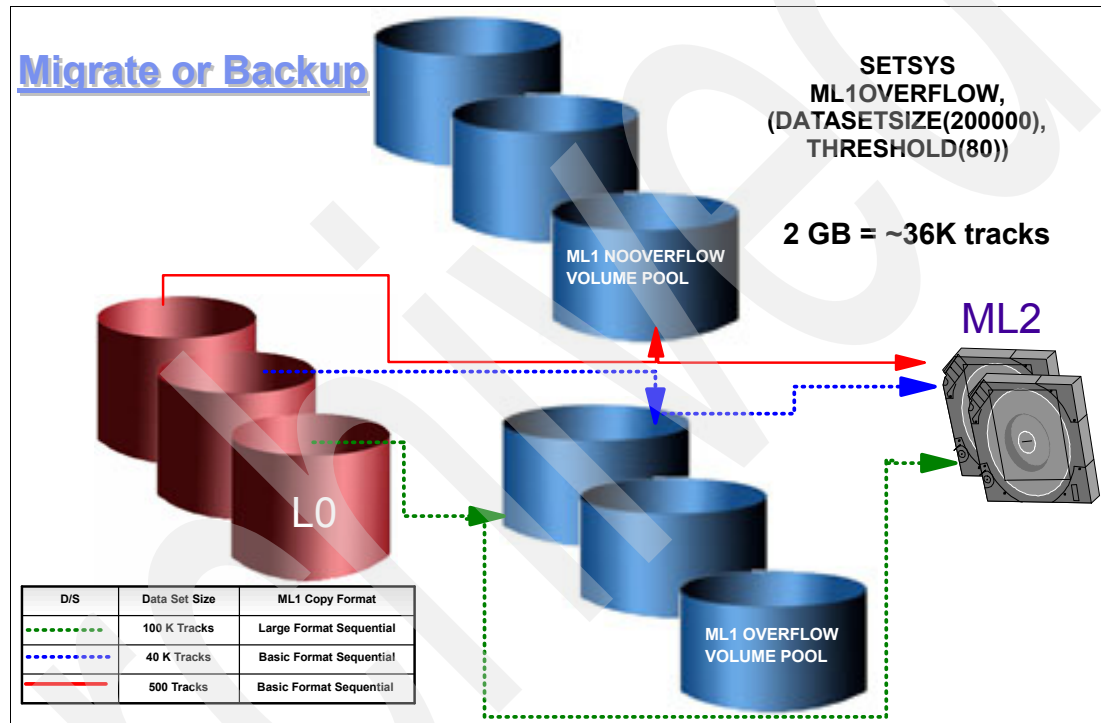 Migrate or Backup
SETSYS
ML1OVERFLOW,
(DATASETSIZE(200000),
THRESHOLD(80))
2 GB = ~36K tracks
ML1 NOOVERFLOW
VOLUME POOL
ML2
L0
ML1 OVERFLOW
VOLUME POOL
D/S Data Set Size ML1 Copy Format
100 K Tracks Large Format Sequential
40 K Tracks Basic Format Sequential
500 Tracks Basic Format Sequential